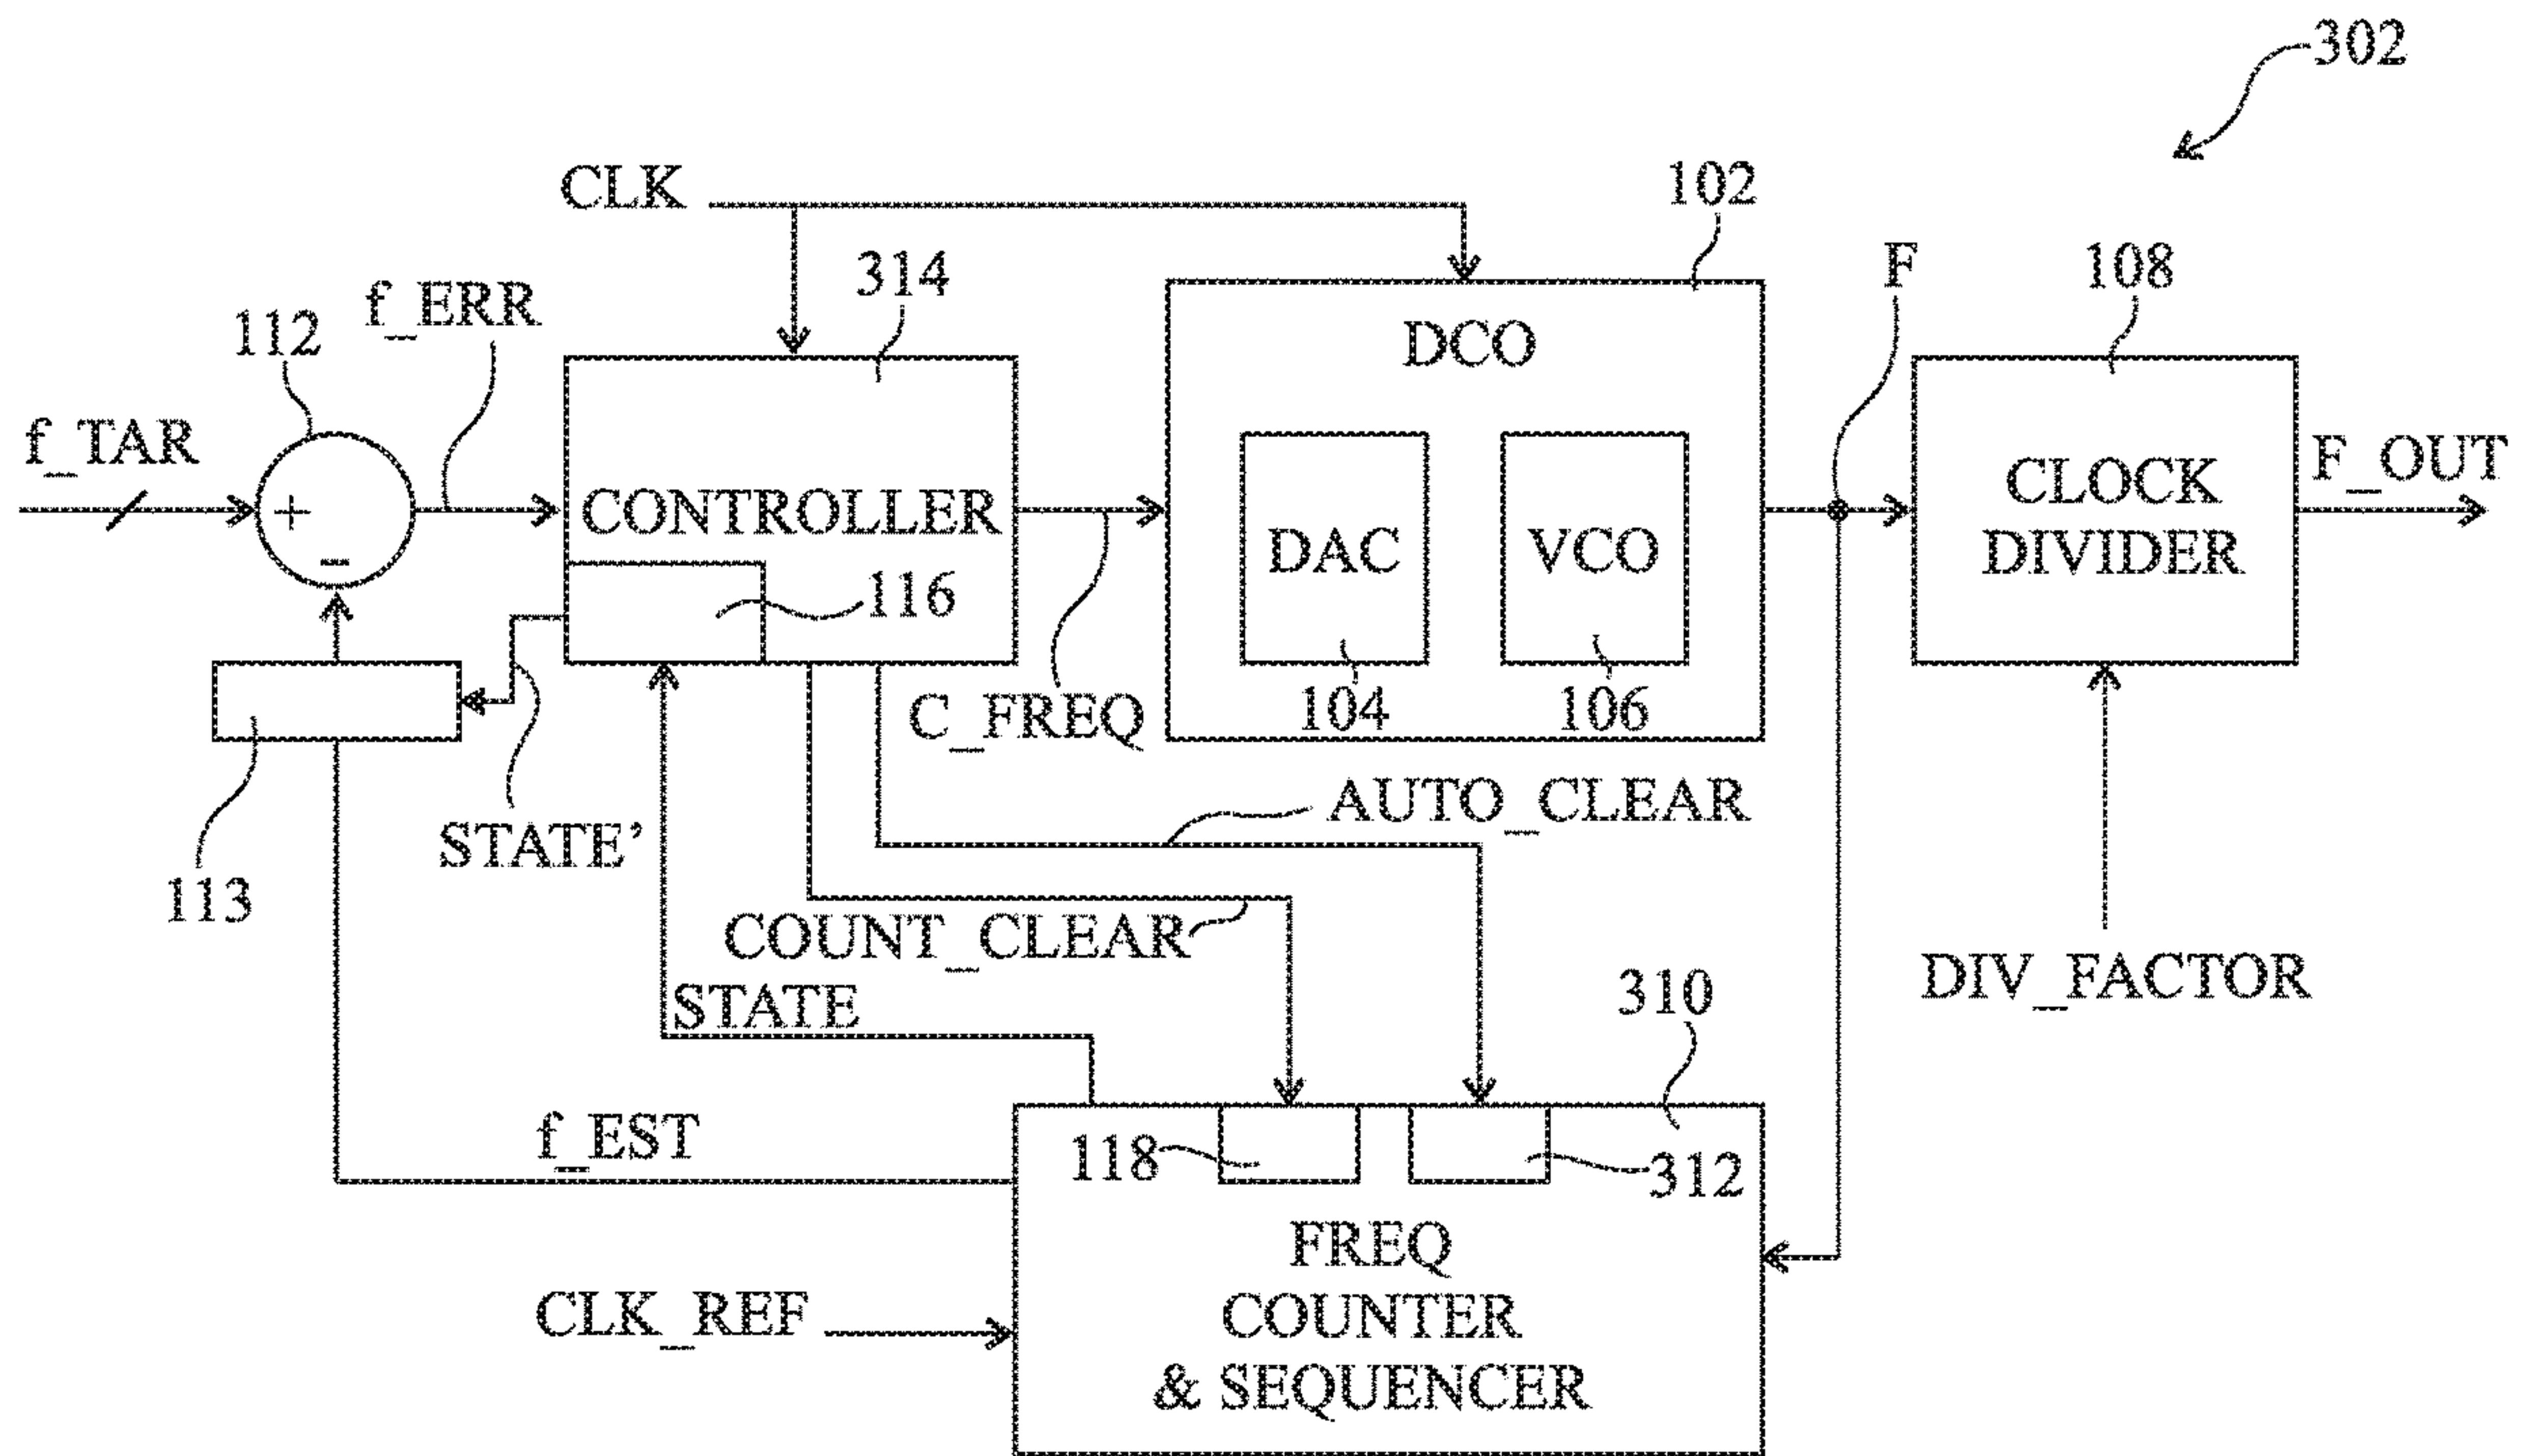 302
CLK
102
314
F
108
f_ERR
112
DCO
f_TAR
+
−
CONTROLLER
DAC
VCO
CLOCK
DIVIDER
F_OUT
116
104
106
C_FREQ
113
STATE’
AUTO_CLEAR
COUNT_CLEAR
STATE
DIV_FACTOR
310
f_EST
118
312
FREQ
COUNTER
& SEQUENCER
CLK_REF